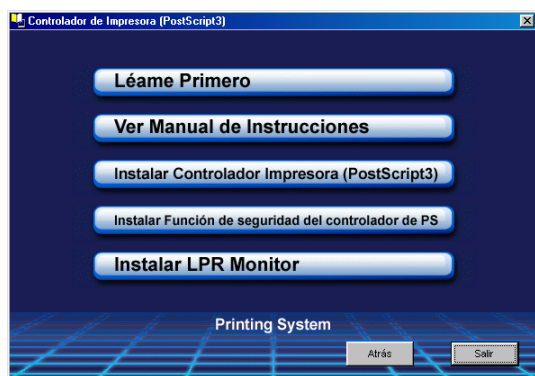 Controlador de Impresora (PostScript3)
Léame Primero
Ver Manual de Instrucciones
Instalar Controlador Impresora (PostScript3)
Instalar Función de seguridad del controlador de PS
Instalar LPR Monitor
Printing System
Atrás
Salir